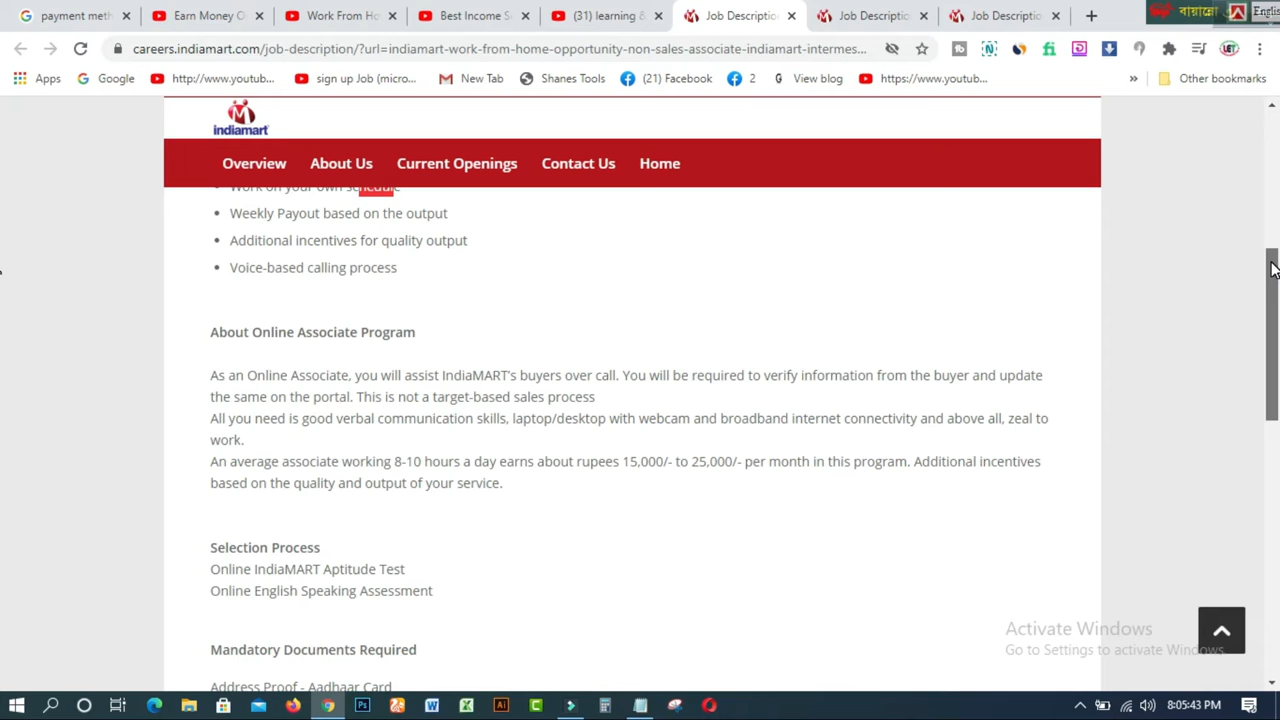 payment meth
Earn Money O
Work From Ho
Best Income S
(31) learning &
Job Descriptio
Job Descriptio
Job Descriptio
বায়ান্নো
English
careers.indiamart.com/job-description/?url=indiamart-work-from-home-opportunity-non-sales-associate-indiamart-intermes...
Apps
Google
http://www.youtub...
sign up Job (micro...
New Tab
Shanes Tools
(21) Facebook
2
View blog
https://www.youtub...
»
Other bookmarks
indiamart
Overview
About Us
Current Openings
Contact Us
Home
Work on your own schedule
Weekly Payout based on the output
Additional incentives for quality output
Voice-based calling process
About Online Associate Program
As an Online Associate, you will assist IndiaMART's buyers over call. You will be required to verify information from the buyer and update
the same on the portal. This is not a target-based sales process
All you need is good verbal communication skills, laptop/desktop with webcam and broadband internet connectivity and above all, zeal to
work.
An average associate working 8-10 hours a day earns about rupees 15,000/- to 25,000/- per month in this program. Additional incentives
based on the quality and output of your service.
Selection Process
Online IndiaMART Aptitude Test
Online English Speaking Assessment
Activate Windows
Go to Settings to activate Windows.
Mandatory Documents Required
Address Proof - Aadhaar Card
8:05:43 PM